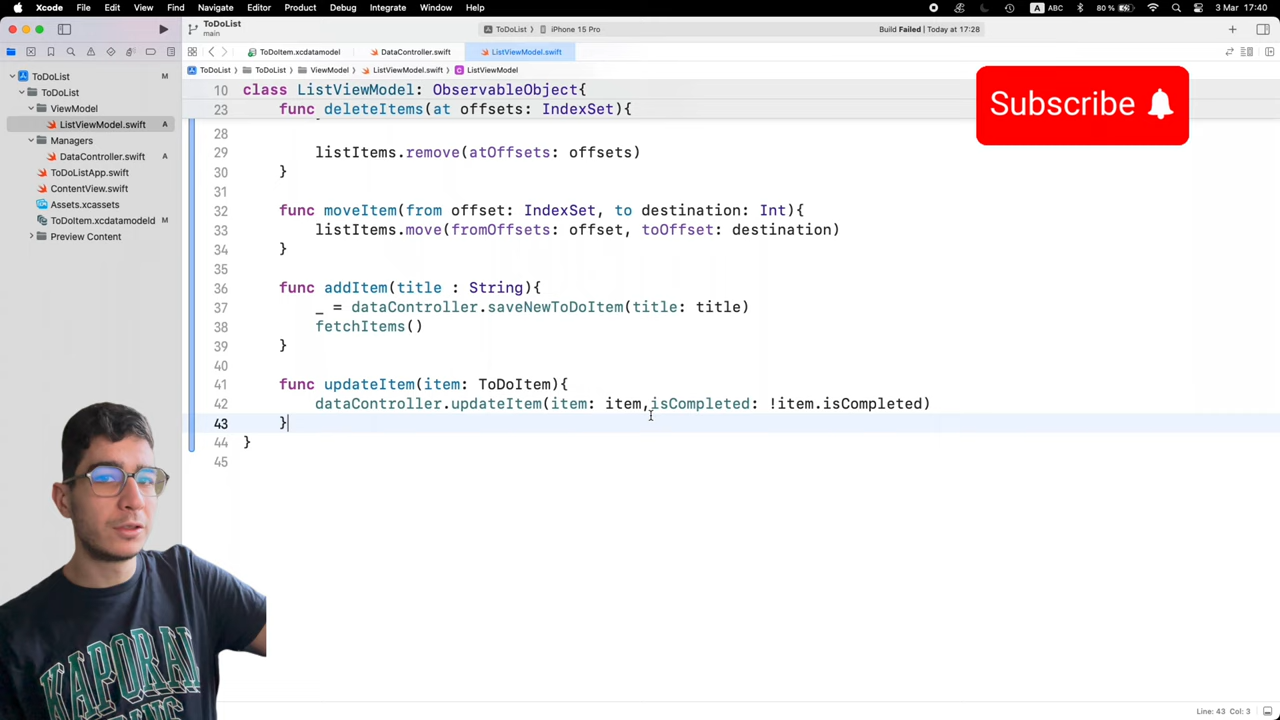 Xcode File Edit View Find Navigate Editor Product Debug Integrate Window Help A ABC 80 % 3 Mar 17:40
ToDoList
main
ToDoList iPhone 15 Pro
Build Failed | Today at 17:28
ToDoItem.xcdatamodel DataController.swift ListViewModel.swift
ToDoList ToDoList ViewModel ListViewModel.swift C ListViewModel
ToDoList M
ToDoList
ViewModel
ListViewModel.swift A
Managers
DataController.swift A
ToDoListApp.swift
ContentView.swift
Assets.xcassets
ToDoItem.xcdatamodeld M
Preview Content
10 class ListViewModel: ObservableObject{
23 func deleteItems(at offsets: IndexSet){
28
29 listItems.remove(atOffsets: offsets)
30 }
31
32 func moveItem(from offset: IndexSet, to destination: Int){
33 listItems.move(fromOffsets: offset, toOffset: destination)
34 }
35
36 func addItem(title : String){
37 _ = dataController.saveNewToDoItem(title: title)
38 fetchItems()
39 }
40
41 func updateItem(item: ToDoItem){
42 dataController.updateItem(item: item,isCompleted: !item.isCompleted)
43 }
44 }
45
Subscribe
KAPORAL
Line: 43 Col: 3